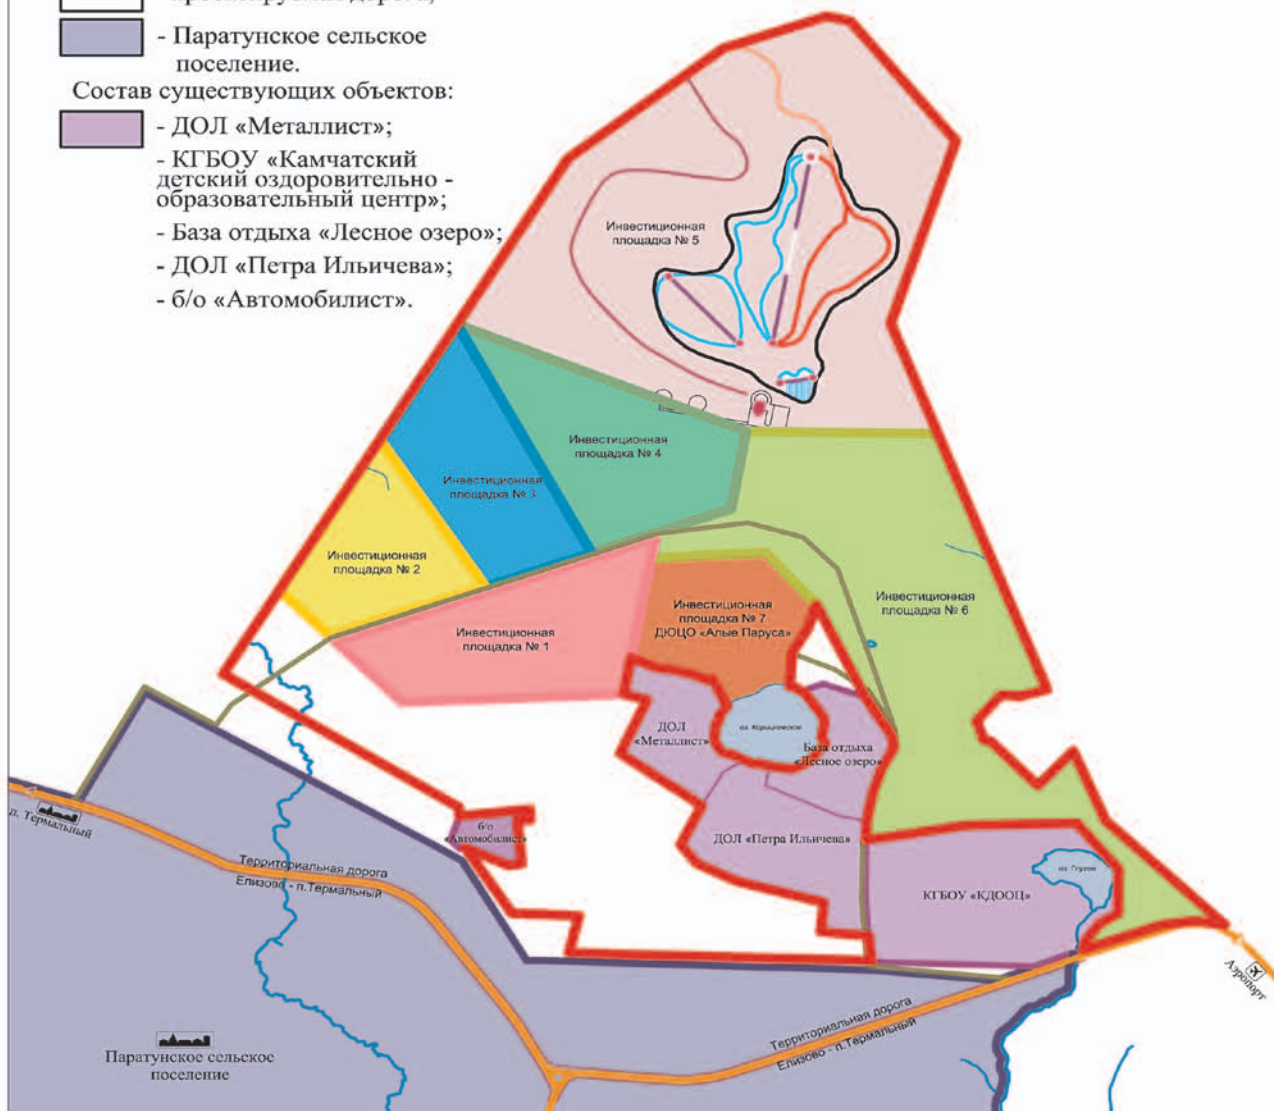 - Паратунское сельское
поселение.
Состав существующих объектов:
- ДОЛ «Металлист»;
- КГБОУ «Камчатский
детский оздоровительно -
образовательный центр»;
- База отдыха «Лесное озеро»;
- ДОЛ «Петра Ильичева»;
- б/о «Автомобилист».
Инвестиционная
площадка № 5
Инвестиционная
площадка № 4
Инвестиционная
площадка № 3
Инвестиционная
площадка № 2
Инвестиционная
площадка № 6
Инвестиционная
площадка № 7
ДЮЦО «Алые Паруса»
Инвестиционная
площадка № 1
ДОЛ
«Металлист»
База отдыха
«Лесное озеро»
п. Термальный
б/о
«Автомобилист»
ДОЛ «Петра Ильичева»
Территориальная дорога
Елизово - п.Термальный
КГБОУ «КДООЦ»
оз. Глухое
Аэропорт
Территориальная дорога
Елизово - п.Термальный
Паратунское сельское
поселение